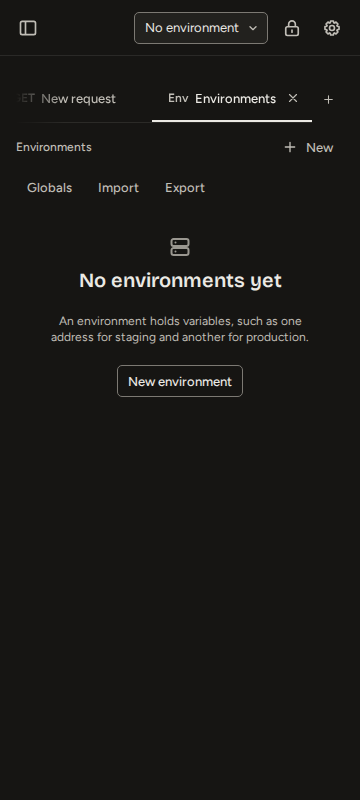 No environment
New request
Env Environments
Environments
New
Globals Import Export
No environments yet
An environment holds variables, such as one
address for staging and another for production.
New environment